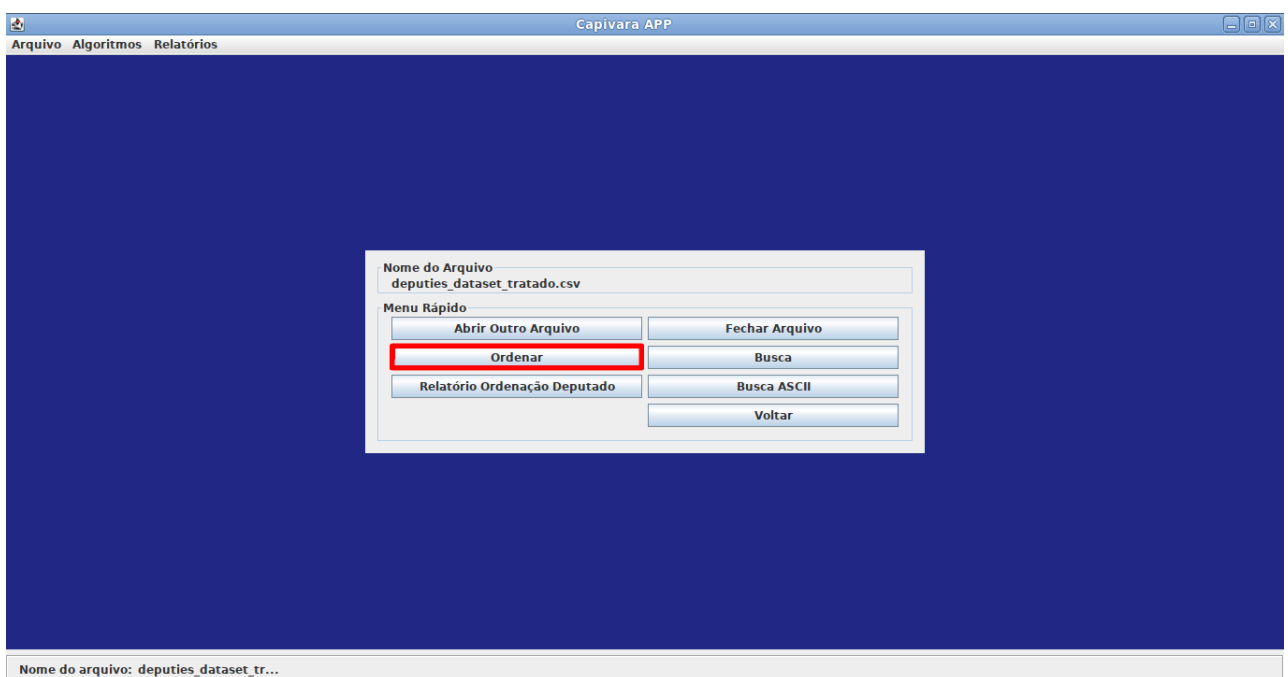 Capivara APP
Arquivo Algoritmos Relatórios
Nome do Arquivo
deputies_dataset_tratado.csv
Menu Rápido
Abrir Outro Arquivo Fechar Arquivo
Ordenar Busca
Relatório Ordenação Deputado Busca ASCII
Voltar
Nome do arquivo: deputies_dataset_tr...